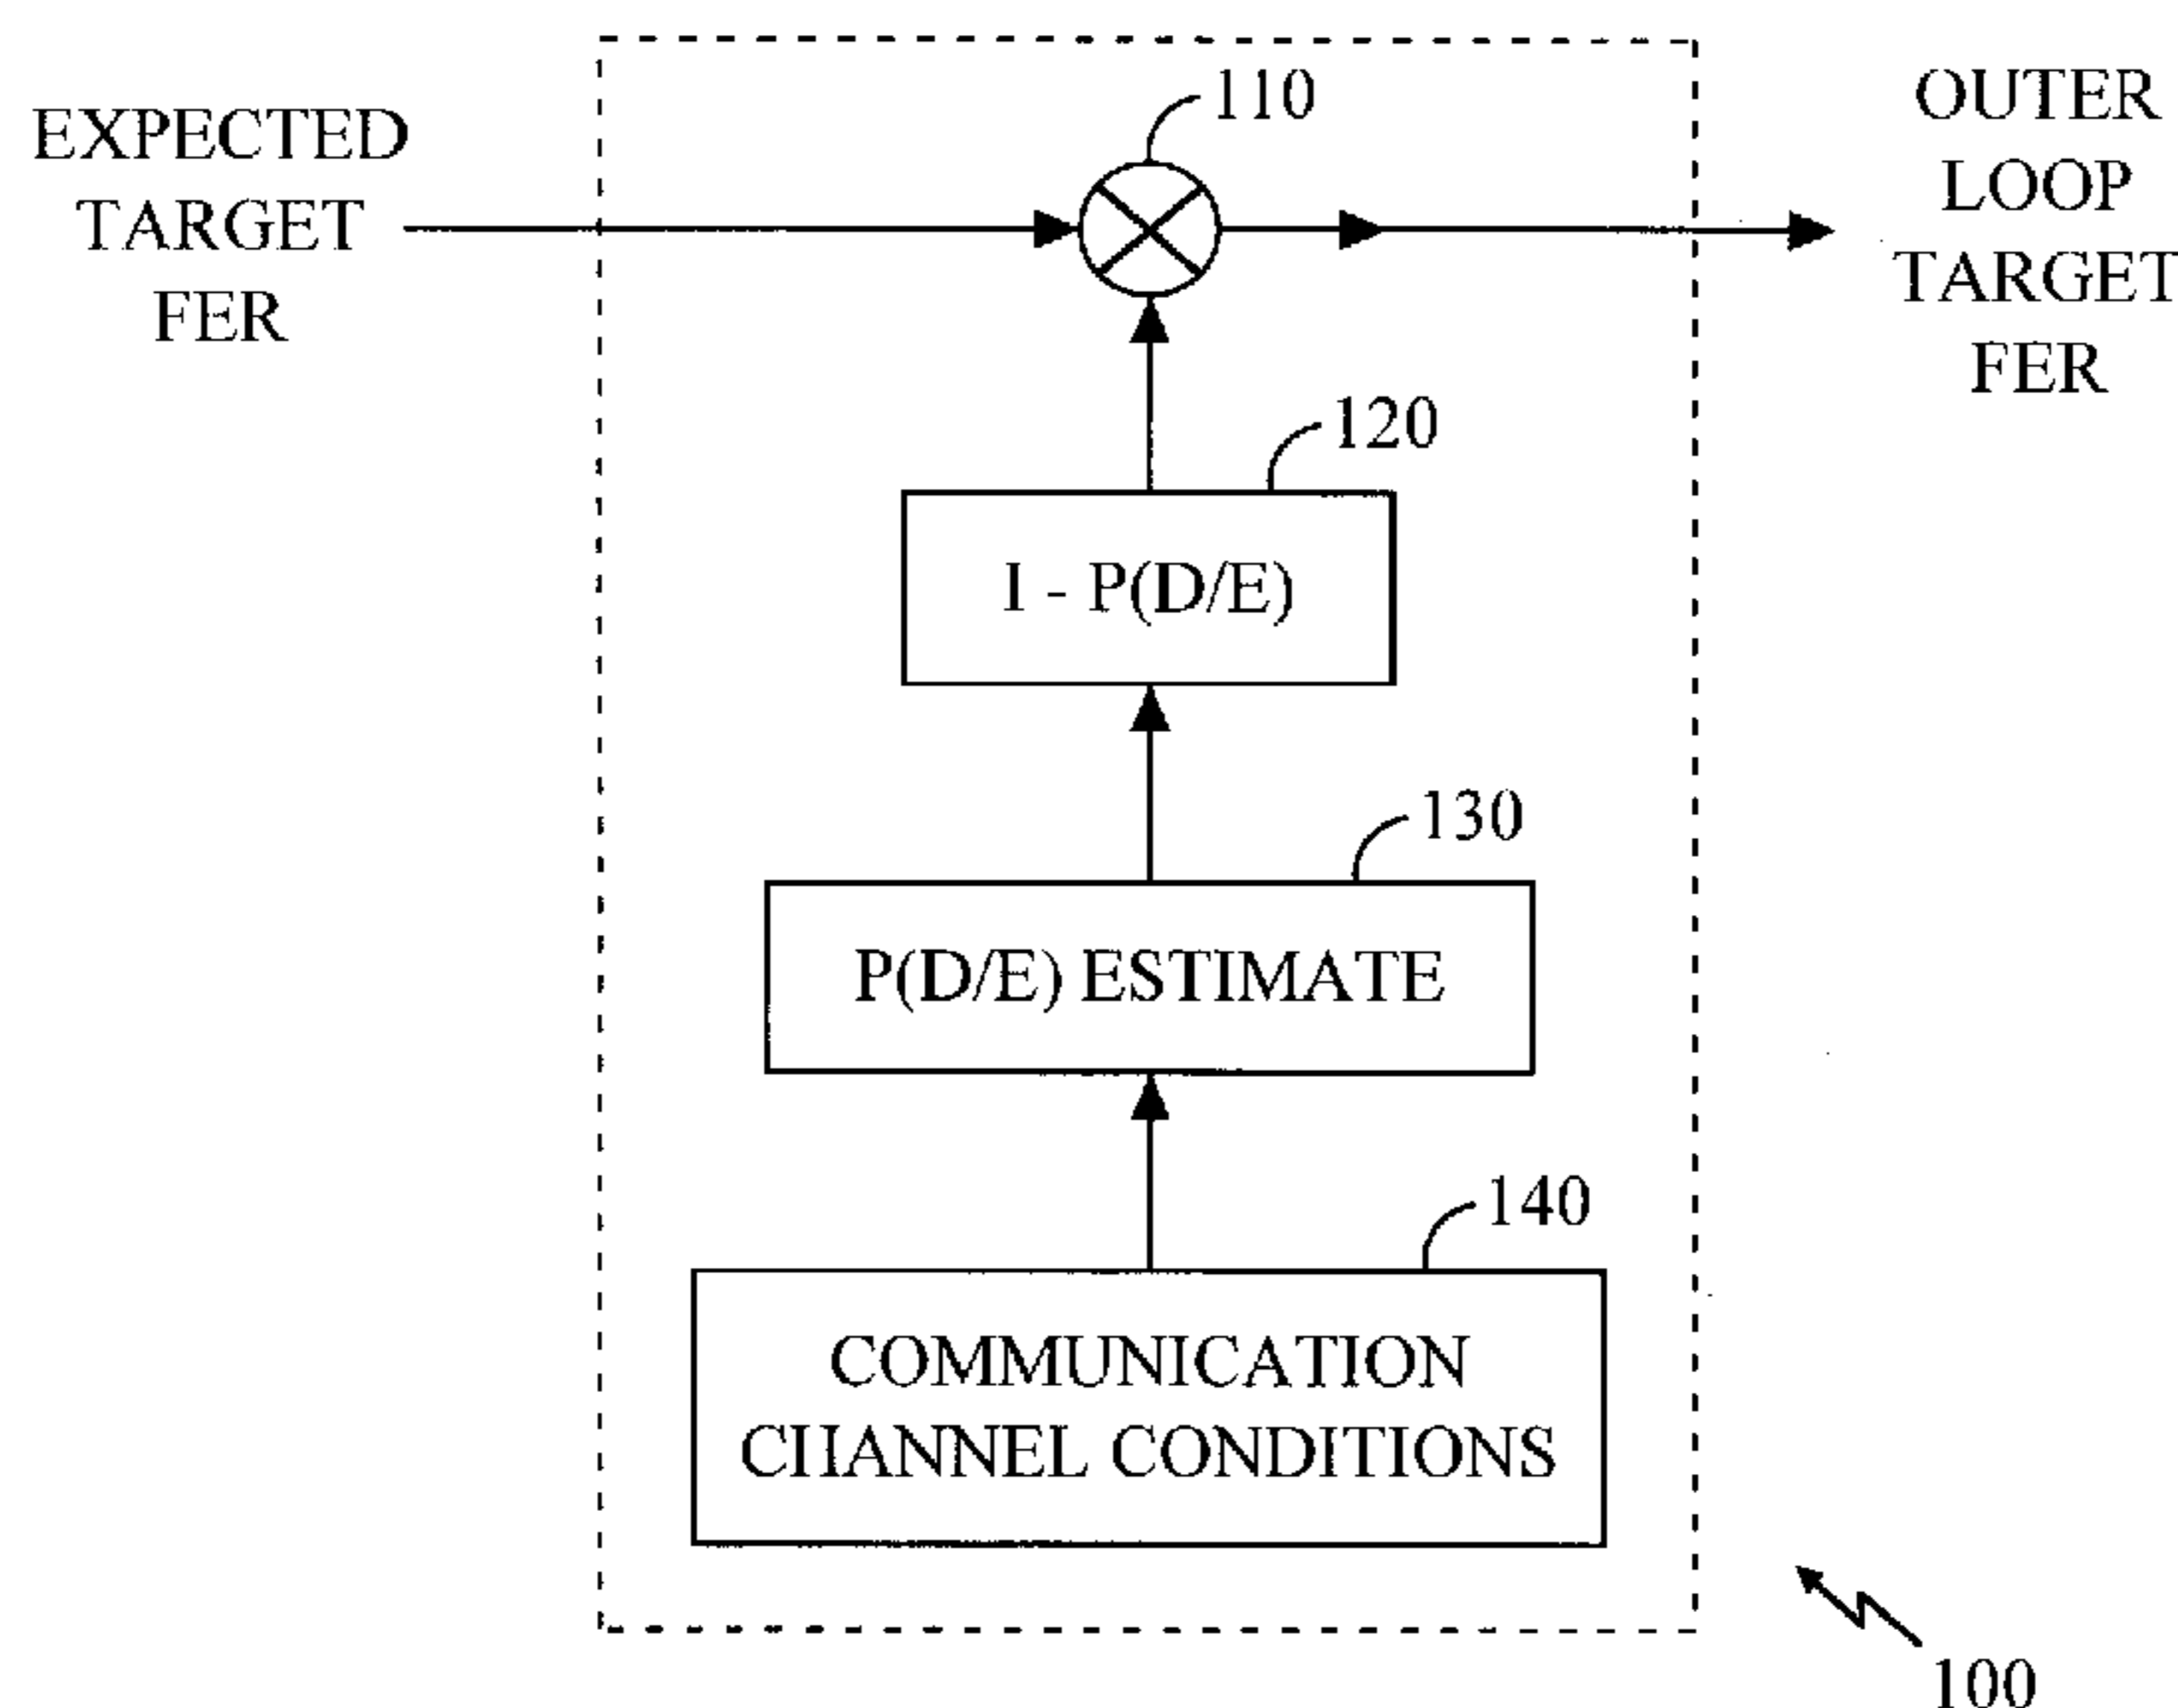 EXPECTED
TARGET
FER
110
OUTER
LOOP
TARGET
FER
120
I - P(D/E)
130
P(D/E) ESTIMATE
140
COMMUNICATION
CHANNEL CONDITIONS
100